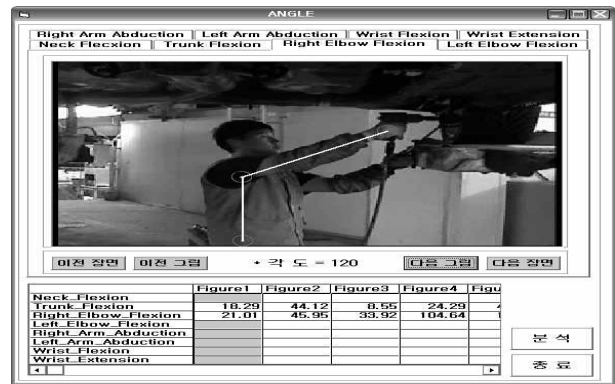 ANGLE
Right Arm Abduction Left Arm Abduction Wrist Flexion Wrist Extension
Neck Flecxion Trunk Flexion Right Elbow Flexion Left Elbow Flexion
이전 장면 이전 그림 * 각 도 = 120 다음 그림 다음 장면
Figure1 Figure2 Figure3 Figure4 Figu
Neck_Flexion
Trunk_Flexion 18.29 44.12 8.55 24.29
Right_Elbow_Flexion 21.01 45.95 33.92 104.64
Left_Elbow_Flexion
Right_Arm_Abduction
Left_Arm_Abduction
Wrist_Flexion
Wrist_Extension
분 석
종 료